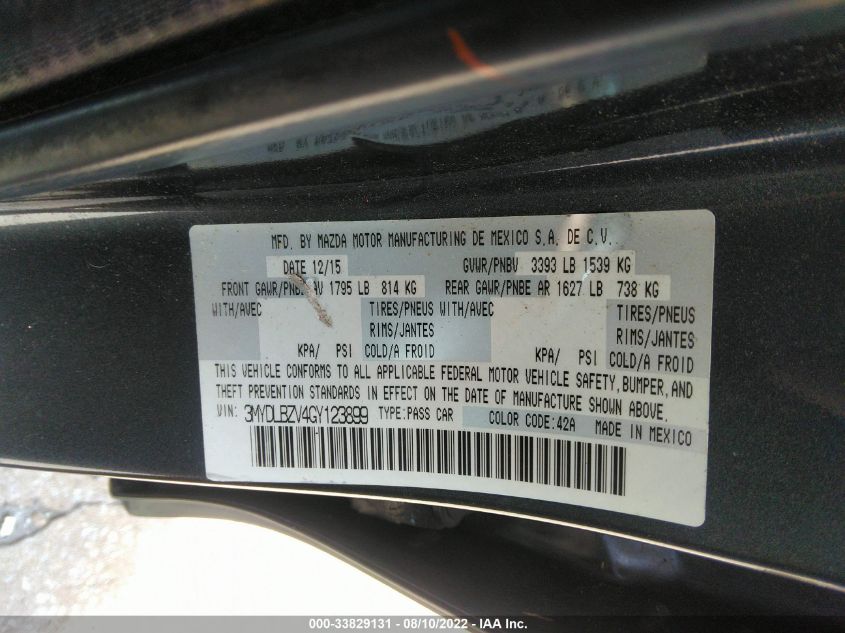 MFD. BY MAZDA MOTOR MANUFACTURING DE MEXICO S.A. DE C.V.
DATE 12/15 GVWR/PNBV 3393 LB 1539 KG
FRONT GAWR/PNBE AV 1795 LB 814 KG REAR GAWR/PNBE AR 1627 LB 738 KG
WITH/AVEC TIRES/PNEUS WITH/AVEC TIRES/PNEUS
RIMS/JANTES RIMS/JANTES
KPA/ PSI COLD/A FROID KPA/ PSI COLD/A FROID
THIS VEHICLE CONFORMS TO ALL APPLICABLE FEDERAL MOTOR VEHICLE SAFETY, BUMPER, AND
THEFT PREVENTION STANDARDS IN EFFECT ON THE DATE OF MANUFACTURE SHOWN ABOVE.
VIN: 3MYDLBZV4GY123899 TYPE: PASS CAR COLOR CODE: 42A MADE IN MEXICO
000-33829131 - 08/10/2022 - IAA Inc.